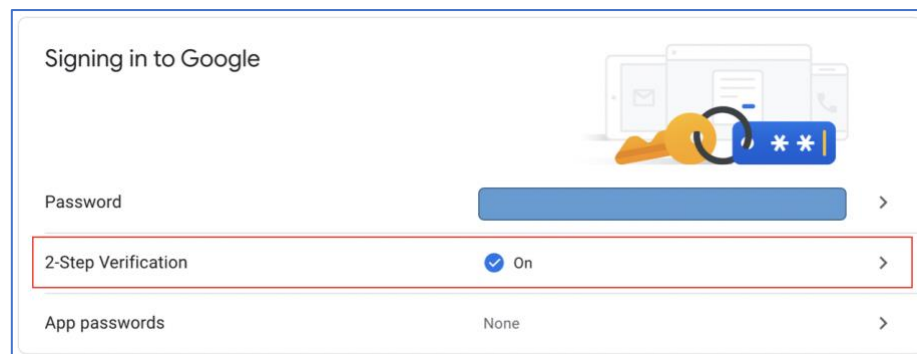 Signing in to Google
**
Password
2-Step Verification On
App passwords None